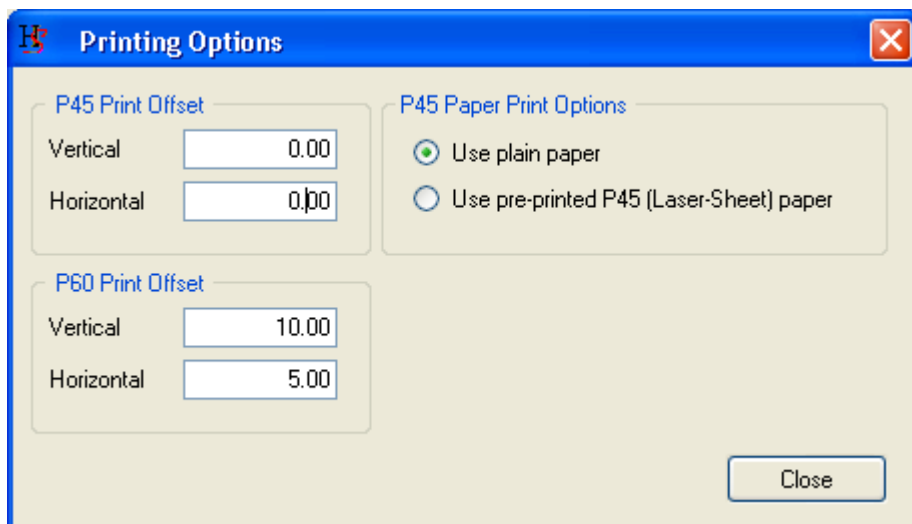 Printing Options
P45 Print Offset
Vertical 0.00
Horizontal 0.00
P45 Paper Print Options
Use plain paper
Use pre-printed P45 (Laser-Sheet) paper
P60 Print Offset
Vertical 10.00
Horizontal 5.00
Close